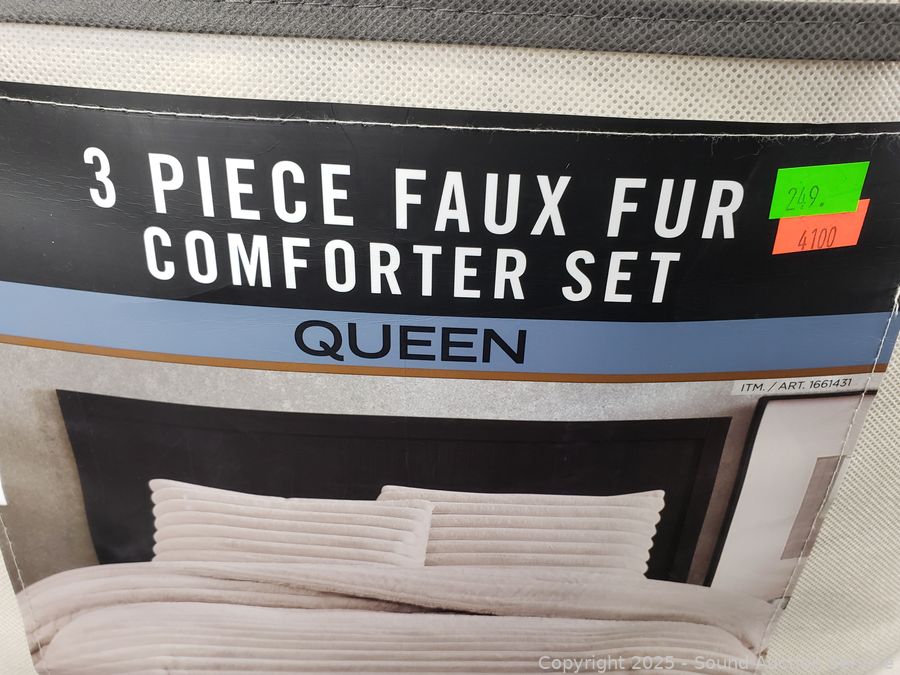 3 PIECE FAUX FUR
COMFORTER SET
249.
4100
QUEEN
ITM. / ART. 1661431
Copyright 2025 - Sound Auction Service